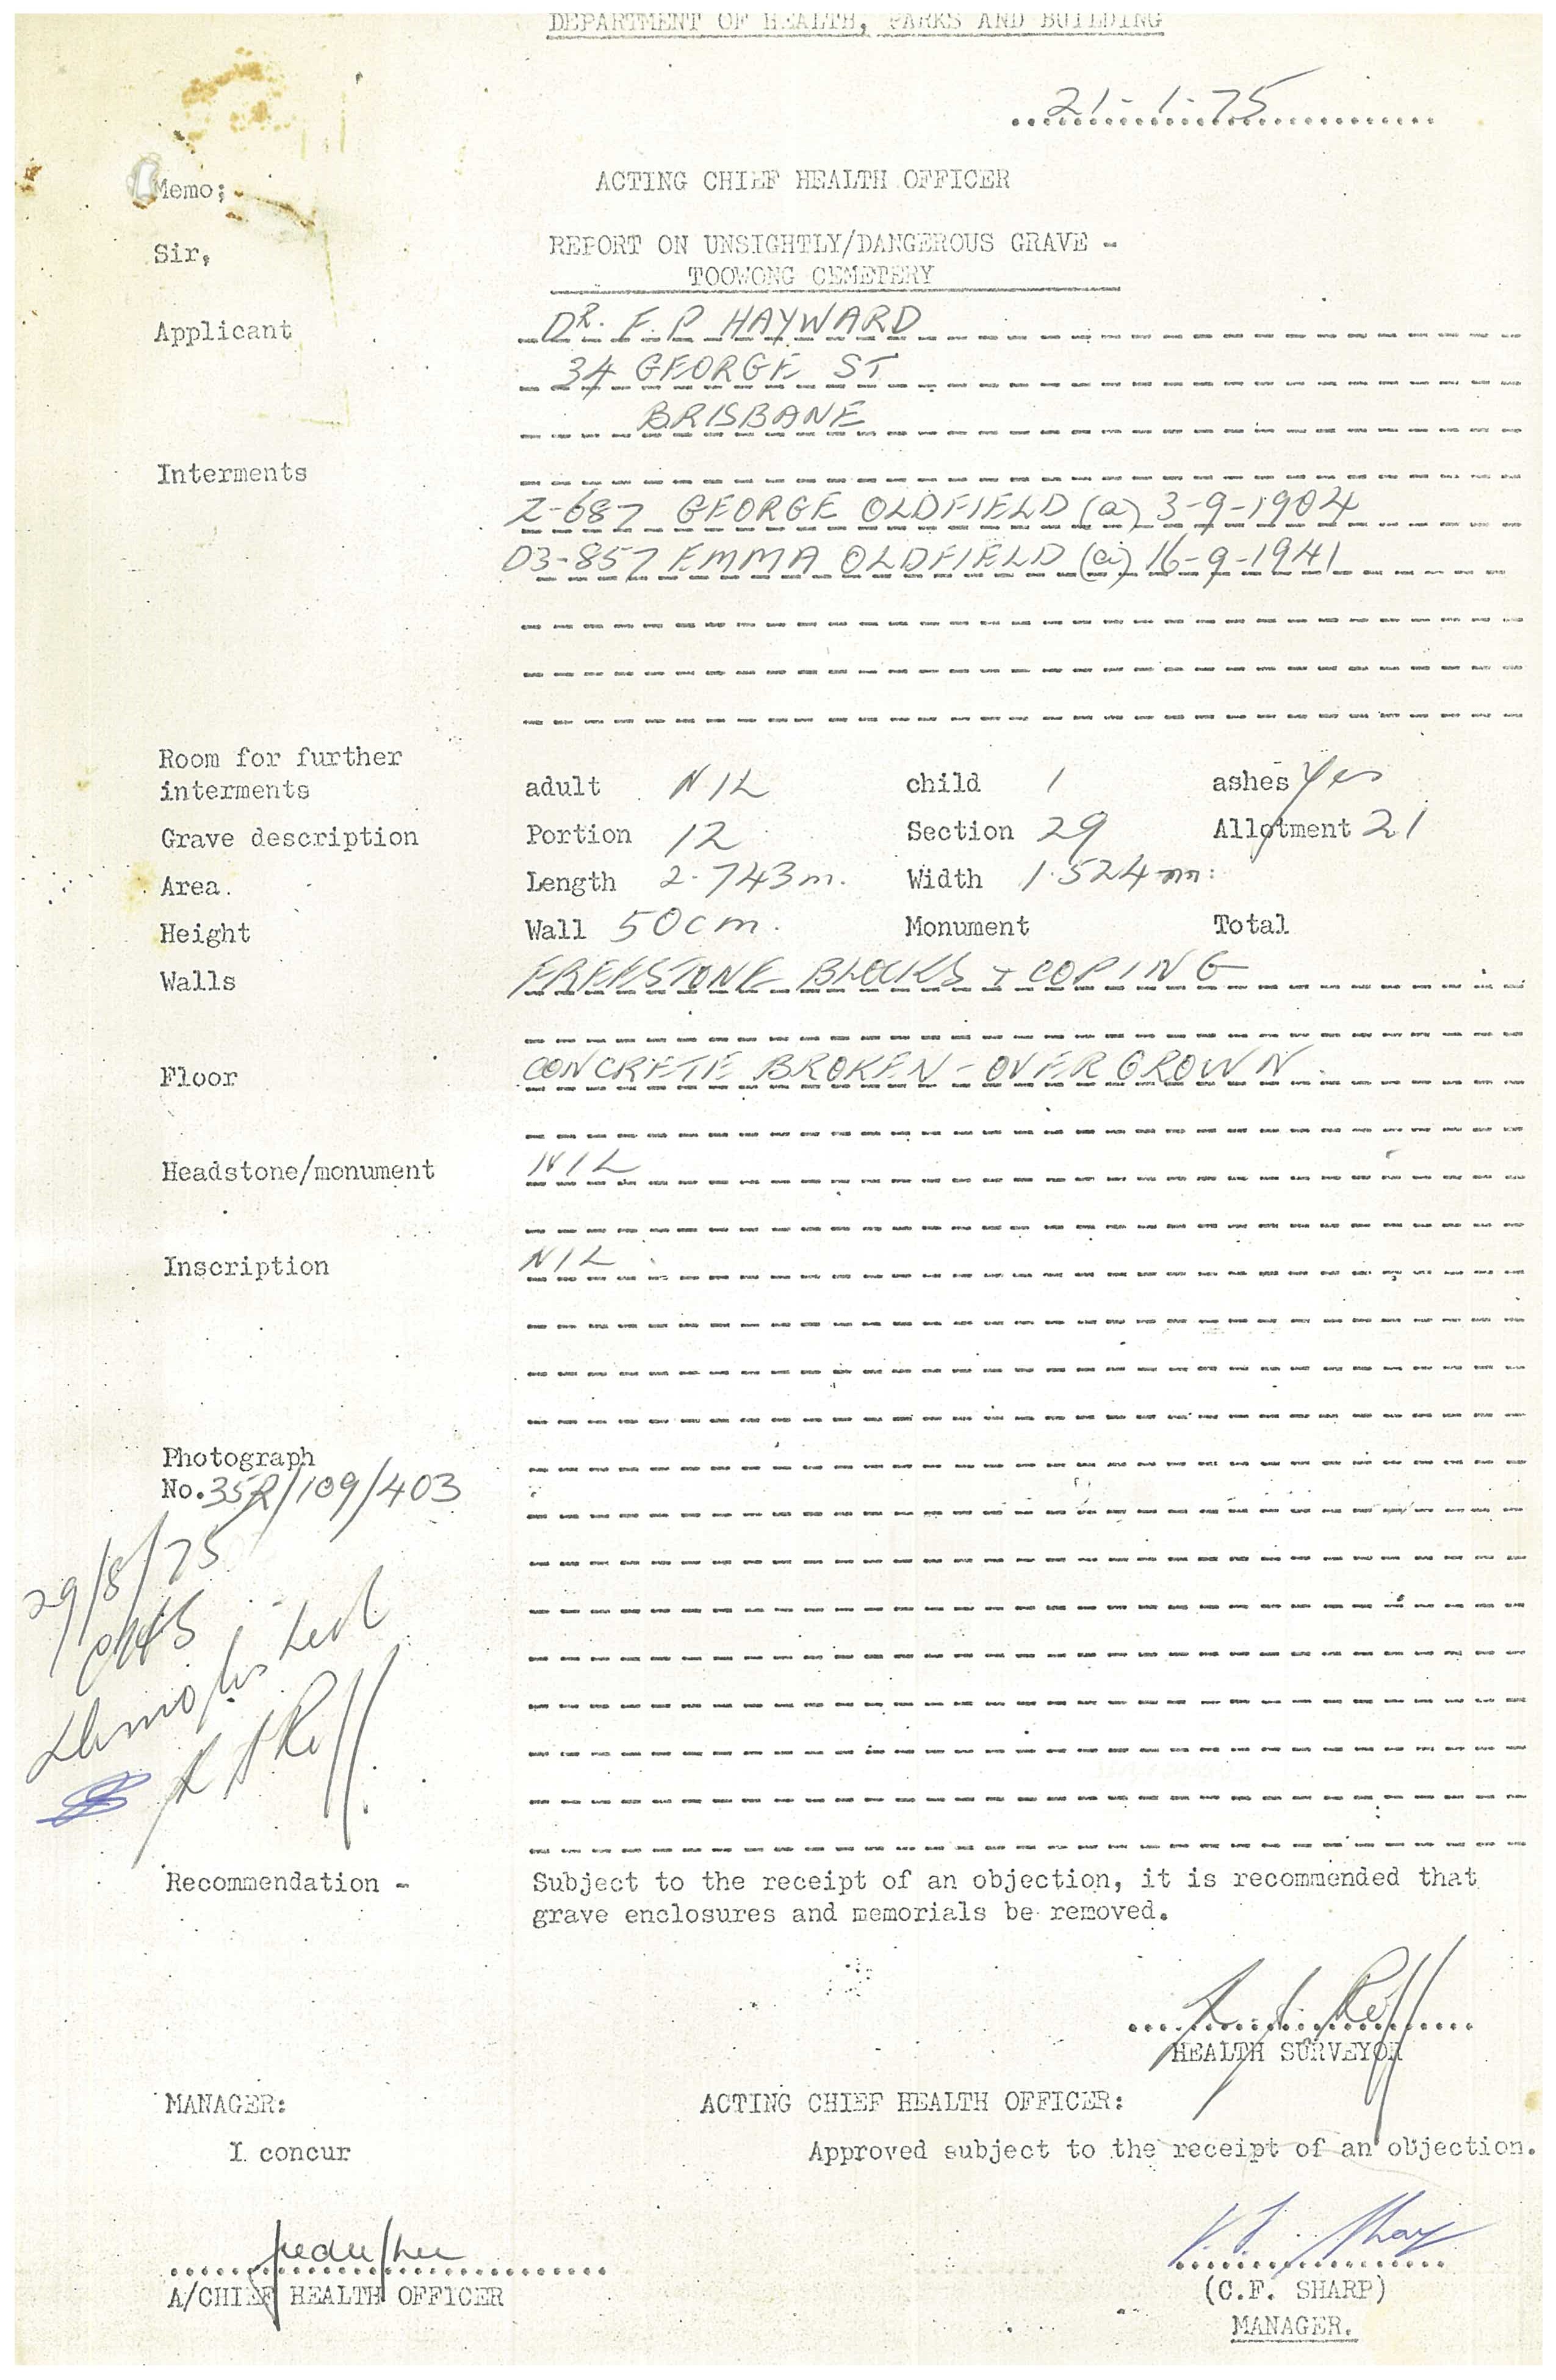 DEPARTMENT OF HEALTH, PARKS AND BUILDING
21-1-75
Memo;
ACTING CHIEF HEALTH OFFICER
Sir,
REPORT ON UNSIGHTLY/DANGEROUS GRAVE -
TOOWONG CEMETERY
Applicant DR. F.P HAYWARD
34 GEORGE ST
BRISBANE
Interments
Z-687 GEORGE OLDFIELD (a) 3-9-1904
D3-857 EMMA OLDFIELD (a) 16-9-1941
Room for further
interments adult NIL child 1 ashes Yes
Grave description Portion 12 Section 29 Allotment 21
Area. Length 2.743m. Width 1.524m:
Height Wall 50cm. Monument Total
Walls FREESTONE BLOCKS + COPING
Floor CONCRETE BROKEN - OVERGROWN.
Headstone/monument NIL
Inscription NIL
Photograph
No. 352/109/403
29/8/75
Demolished
Recommendation - Subject to the receipt of an objection, it is recommended that
grave enclosures and memorials be removed.
HEALTH SURVEYOR
MANAGER: ACTING CHIEF HEALTH OFFICER:
I concur Approved subject to the receipt of an objection.
A/CHIEF HEALTH OFFICER (C.F. SHARP)
MANAGER.